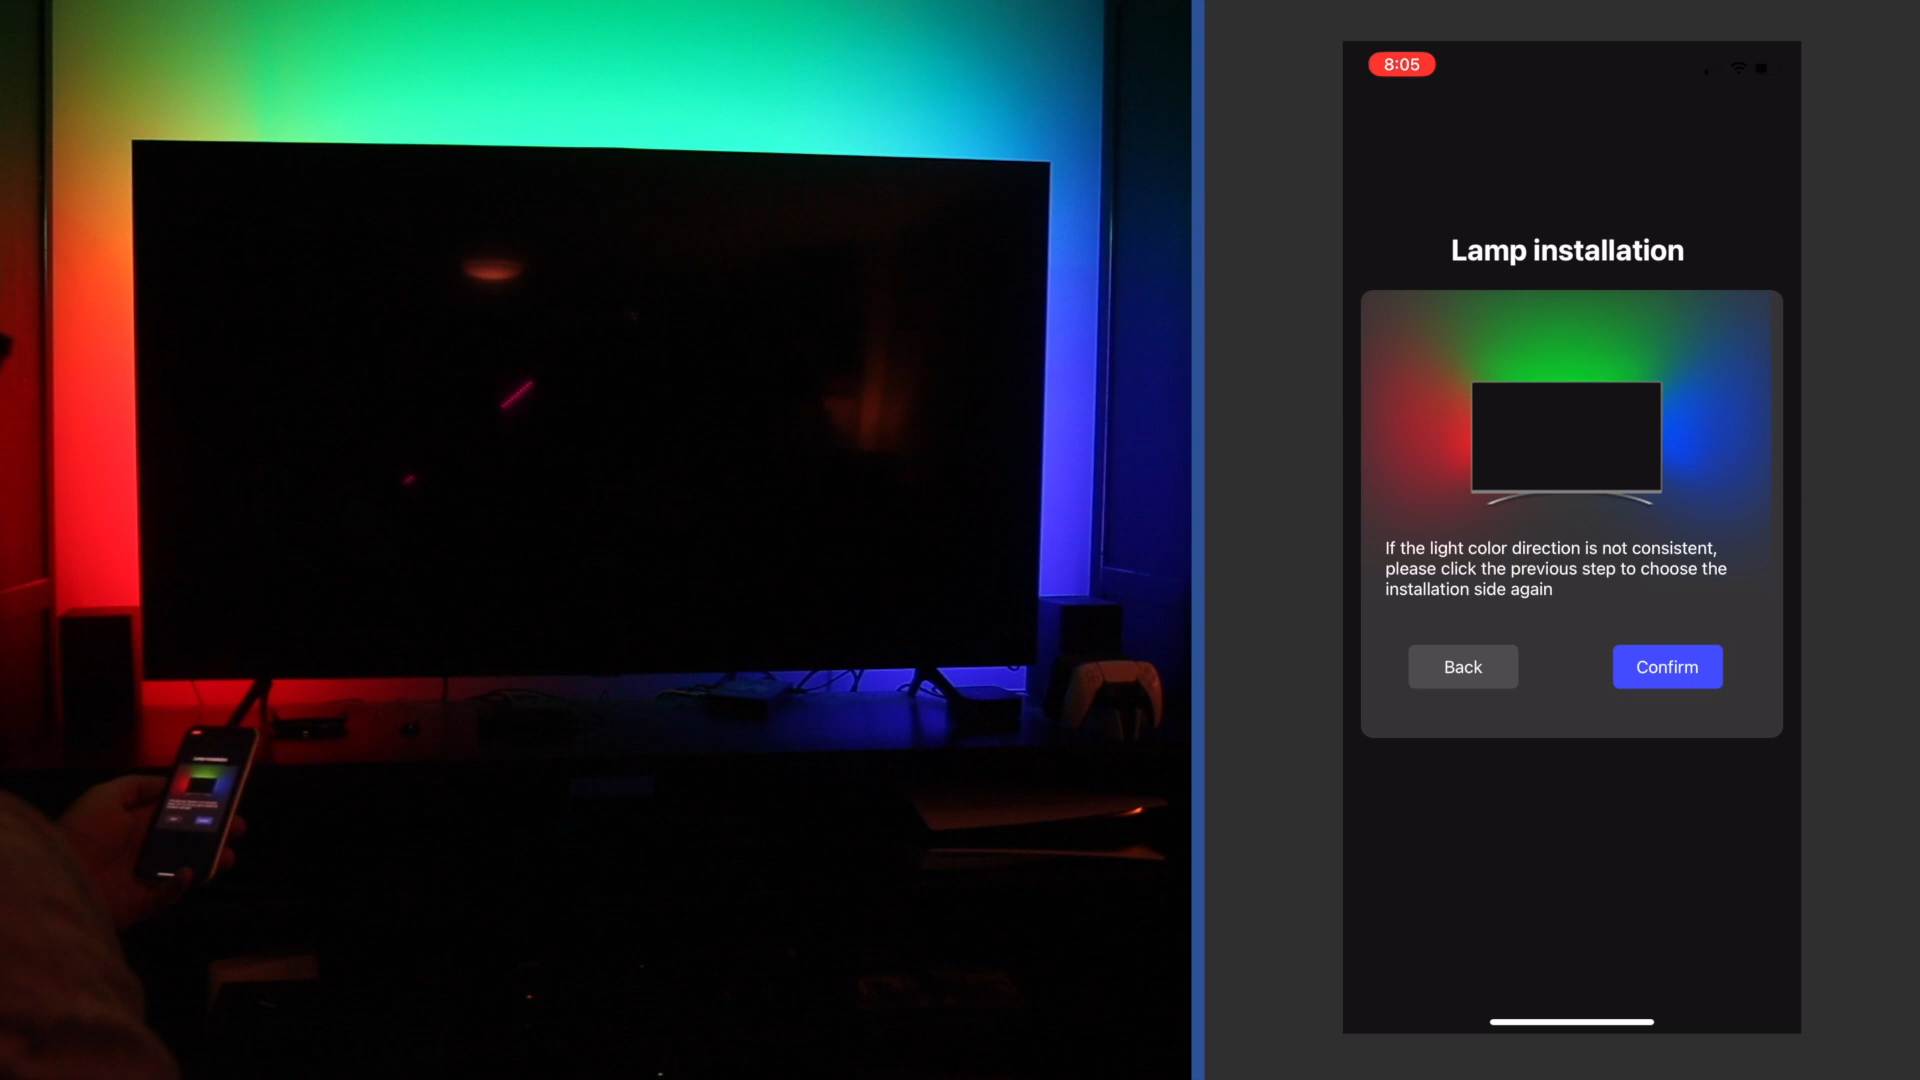 8:05
Lamp installation
If the light color direction is not consistent,
please click the previous step to choose the
installation side again
Back
Confirm